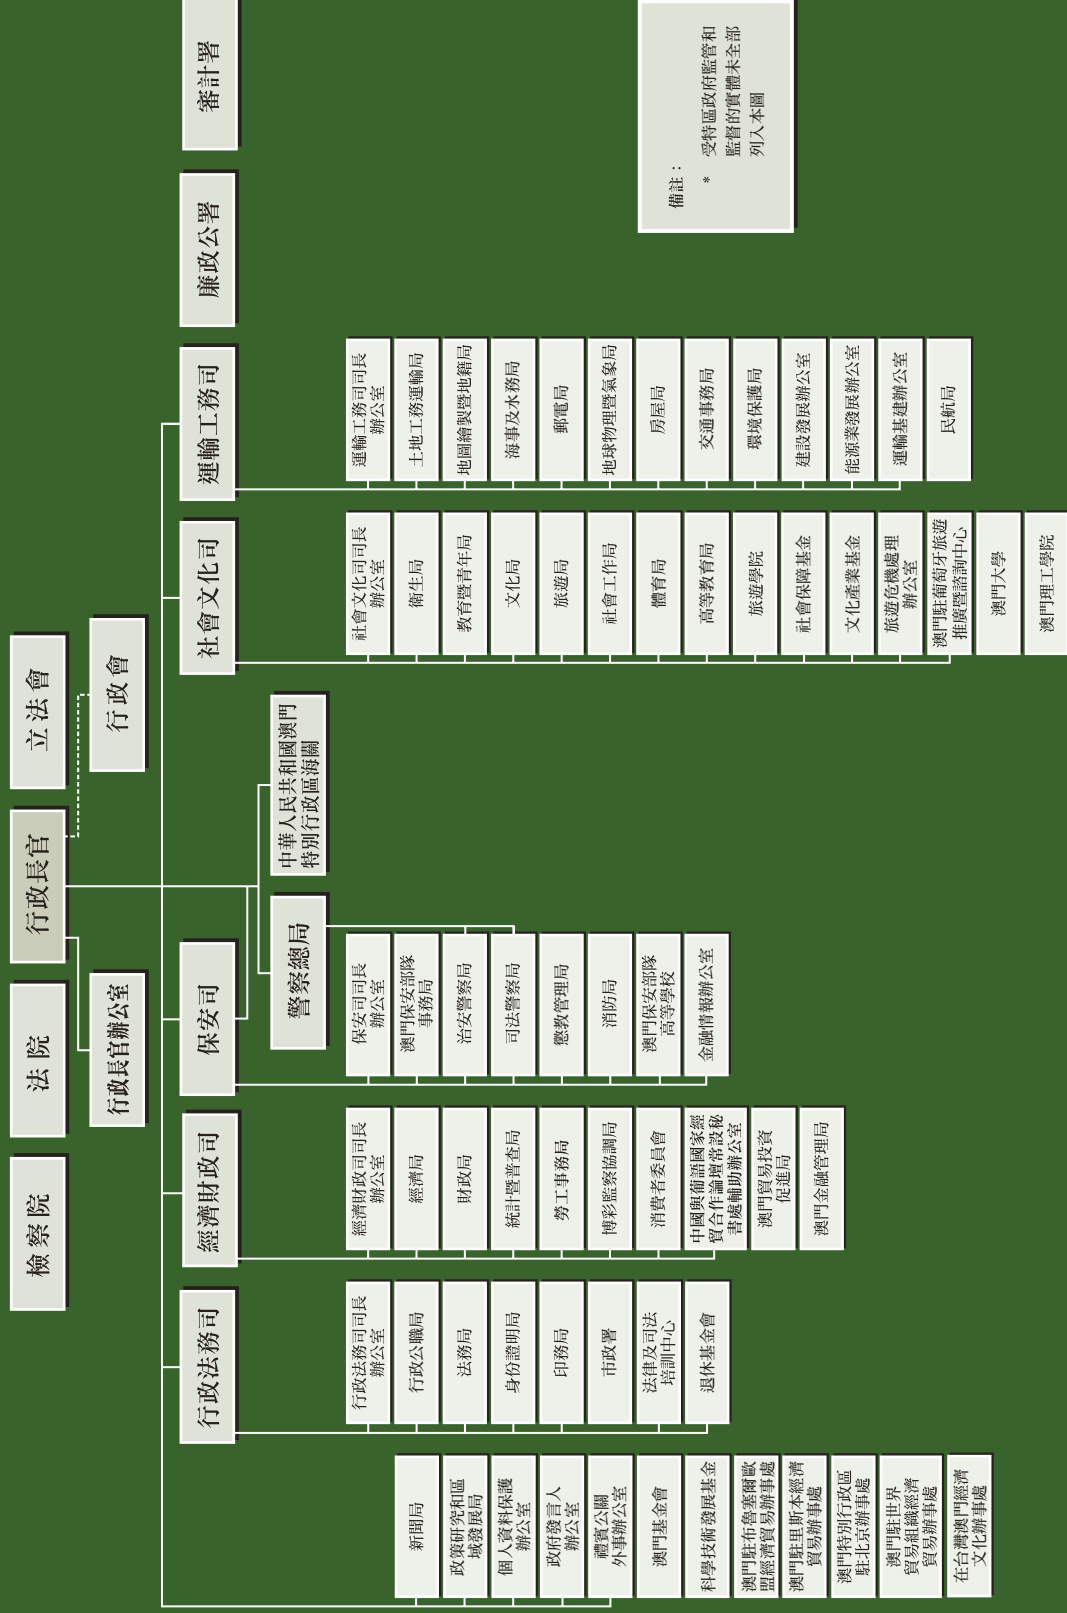 檢察院
法院
行政長官
立法會
行政長官辦公室
行政會
行政法務司
經濟財政司
保安司
社會文化司
運輸工務司
廉政公署
審計署
警察總局
中華人民共和國澳門
特別行政區海關
新聞局
政策研究和區
域發展局
個人資料保護
辦公室
政府發言人
辦公室
禮賓公關
外事辦公室
澳門基金會
科學技術發展基金
澳門駐布魯塞爾歐
盟經濟貿易辦事處
澳門駐里斯本經濟
貿易辦事處
澳門特別行政區
駐北京辦事處
澳門駐世界
貿易組織經濟
貿易辦事處
在台灣澳門經濟
文化辦事處
行政法務司司長
辦公室
行政公職局
法務局
身份證明局
印務局
市政署
法律及司法
培訓中心
退休基金會
經濟財政司司長
辦公室
經濟局
財政局
統計暨普查局
勞工事務局
博彩監察協調局
消費者委員會
中國與葡語國家經
貿合作論壇常設秘
書處輔助辦公室
澳門貿易投資
促進局
澳門金融管理局
保安司司長
辦公室
澳門保安部隊
事務局
治安警察局
司法警察局
懲教管理局
消防局
澳門保安部隊
高等學校
金融情報辦公室
社會文化司司長
辦公室
衛生局
教育暨青年局
文化局
旅遊局
社會工作局
體育局
高等教育局
旅遊學院
社會保障基金
文化產業基金
旅遊危機處理
辦公室
澳門駐葡萄牙旅遊
推廣暨諮詢中心
澳門大學
澳門理工學院
運輸工務司司長
辦公室
土地工務運輸局
地圖繪製暨地籍局
海事及水務局
郵電局
地球物理暨氣象局
房屋局
交通事務局
環境保護局
建設發展辦公室
能源業發展辦公室
運輸基建辦公室
民航局
備註：
* 受特區政府監管和
監督的實體未全部
列入本圖